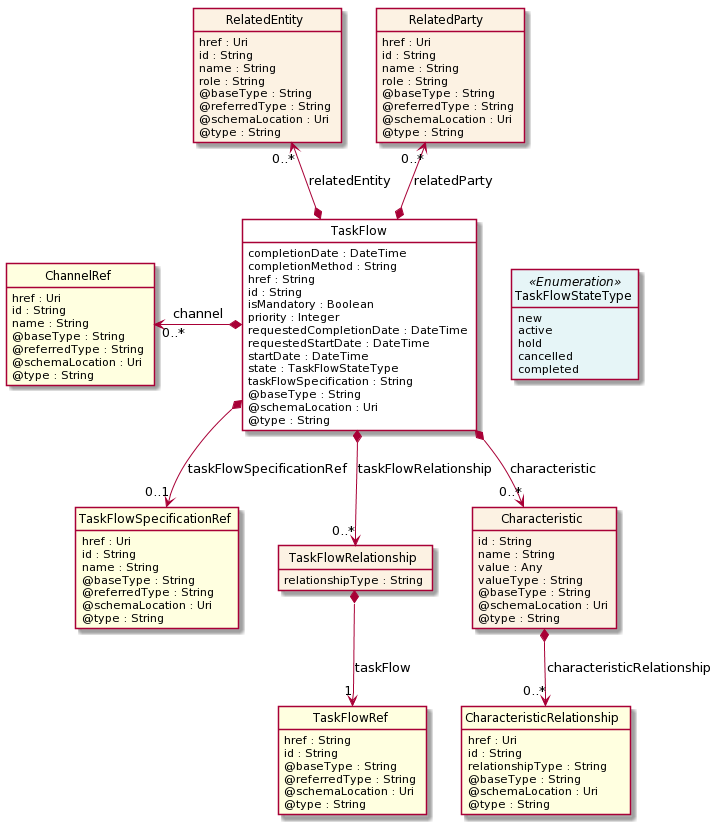 RelatedEntity
href : Uri
id : String
name : String
role : String
@baseType : String
@referredType : String
@schemaLocation : Uri
@type : String
RelatedParty
href : Uri
id : String
name : String
role : String
@baseType : String
@referredType : String
@schemaLocation : Uri
@type : String
0..*
relatedEntity
0..*
relatedParty
TaskFlow
completionDate : DateTime
completionMethod : String
href : String
id : String
isMandatory : Boolean
priority : Integer
requestedCompletionDate : DateTime
requestedStartDate : DateTime
startDate : DateTime
state : TaskFlowStateType
taskFlowSpecification : String
@baseType : String
@schemaLocation : Uri
@type : String
ChannelRef
href : Uri
id : String
name : String
@baseType : String
@referredType : String
@schemaLocation : Uri
@type : String
channel
0..*
«Enumeration»
TaskFlowStateType
new
active
hold
cancelled
completed
taskFlowSpecificationRef
0..1
taskFlowRelationship
0..*
characteristic
0..*
TaskFlowSpecificationRef
href : Uri
id : String
name : String
@baseType : String
@referredType : String
@schemaLocation : Uri
@type : String
TaskFlowRelationship
relationshipType : String
Characteristic
id : String
name : String
value : Any
valueType : String
@baseType : String
@schemaLocation : Uri
@type : String
taskFlow
1
characteristicRelationship
0..*
TaskFlowRef
href : String
id : String
@baseType : String
@referredType : String
@schemaLocation : Uri
@type : String
CharacteristicRelationship
href : Uri
id : String
relationshipType : String
@baseType : String
@schemaLocation : Uri
@type : String